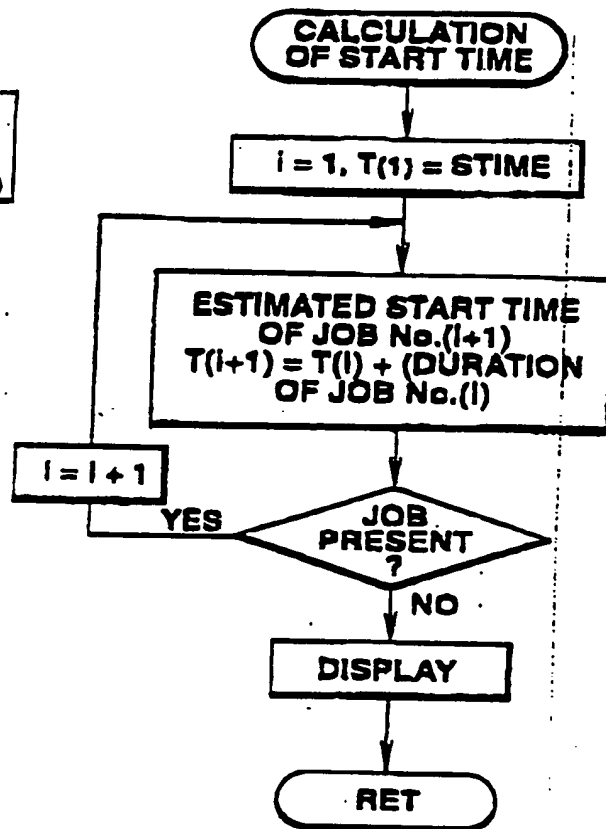 CALCULATION
OF START TIME
i = 1, T(1) = STIME
ESTIMATED START TIME
OF JOB No.(i+1)
T(i+1) = T(i) + (DURATION
OF JOB No.(i)
i = i + 1
YES
JOB
PRESENT
?
NO
DISPLAY
RET